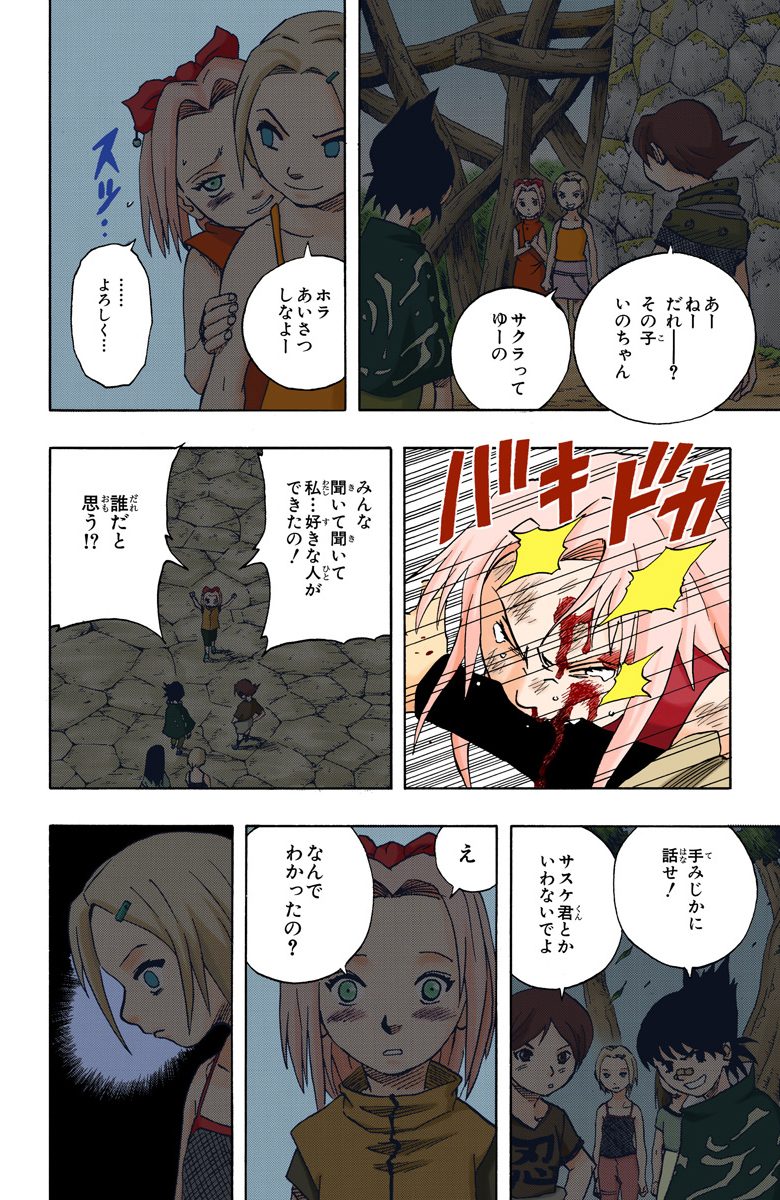 あー
ねー
だれ——?
その子
いのちゃん
サクラって
ゆーの
ホラ
あいさつ
しなよー
スッ…
……
よろしく…
ドカ
バキ
みんな
聞いて聞いて
私…好きな人が
できたの!
誰だと
思う!?
手みじかに
話せ!
サスケ君とか
いわないでよ
え
なんで
わかったの?
忍